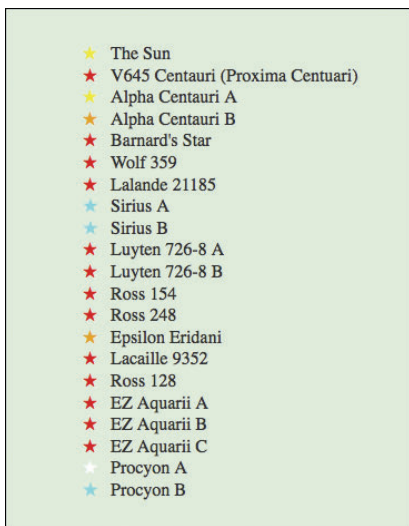 The Sun
V645 Centauri (Proxima Centuari)
Alpha Centauri A
Alpha Centauri B
Barnard's Star
Wolf 359
Lalande 21185
Sirius A
Sirius B
Luyten 726-8 A
Luyten 726-8 B
Ross 154
Ross 248
Epsilon Eridani
Lacaille 9352
Ross 128
EZ Aquarii A
EZ Aquarii B
EZ Aquarii C
Procyon A
Procyon B